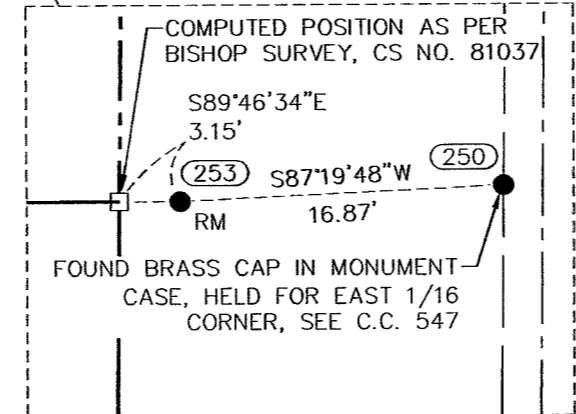 COMPUTED POSITION AS PER
BISHOP SURVEY, CS NO. 81037
S89°46'34"E
3.15'
253
S87°19'48"W
250
RM
16.87'
FOUND BRASS CAP IN MONUMENT
CASE, HELD FOR EAST 1/16
CORNER, SEE C.C. 547